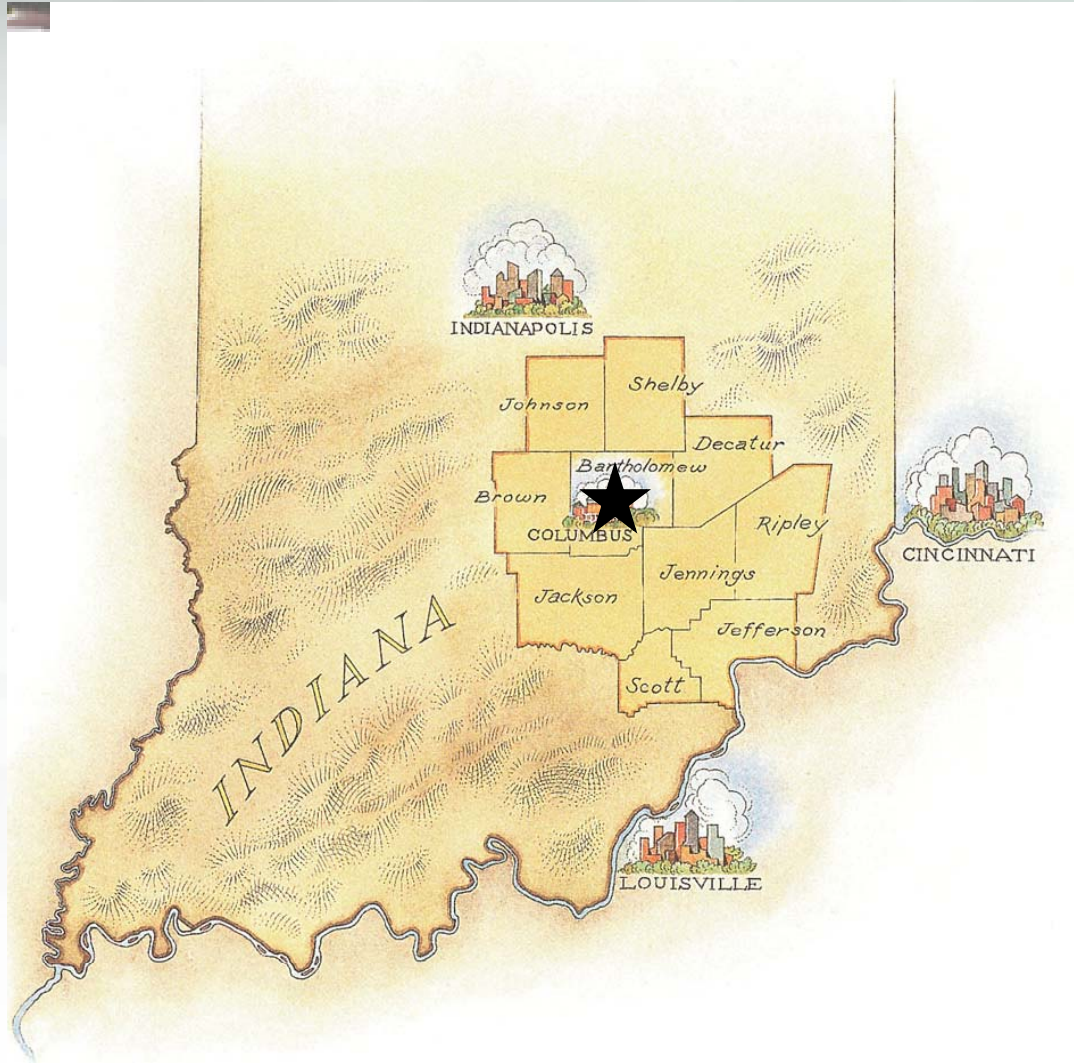 INDIANAPOLIS
Shelby
Johnson
Decatur
Bartholomew
Brown
Ripley
COLUMBUS
CINCINNATI
Jennings
Jackson
Jefferson
INDIANA
Scott
LOUISVILLE